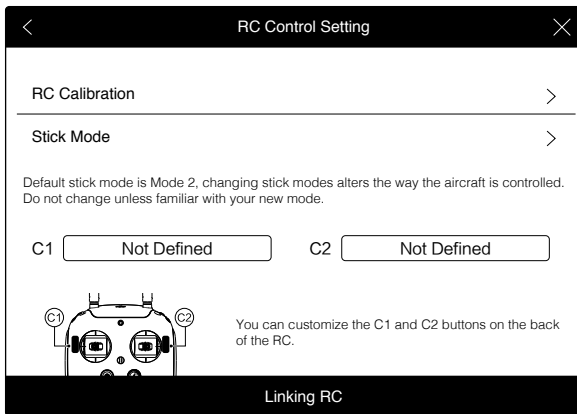 RC Control Setting
RC Calibration
Stick Mode
Default stick mode is Mode 2, changing stick modes alters the way the aircraft is controlled.
Do not change unless familiar with your new mode.
C1 Not Defined C2 Not Defined
C1 C2
You can customize the C1 and C2 buttons on the back
of the RC.
Linking RC